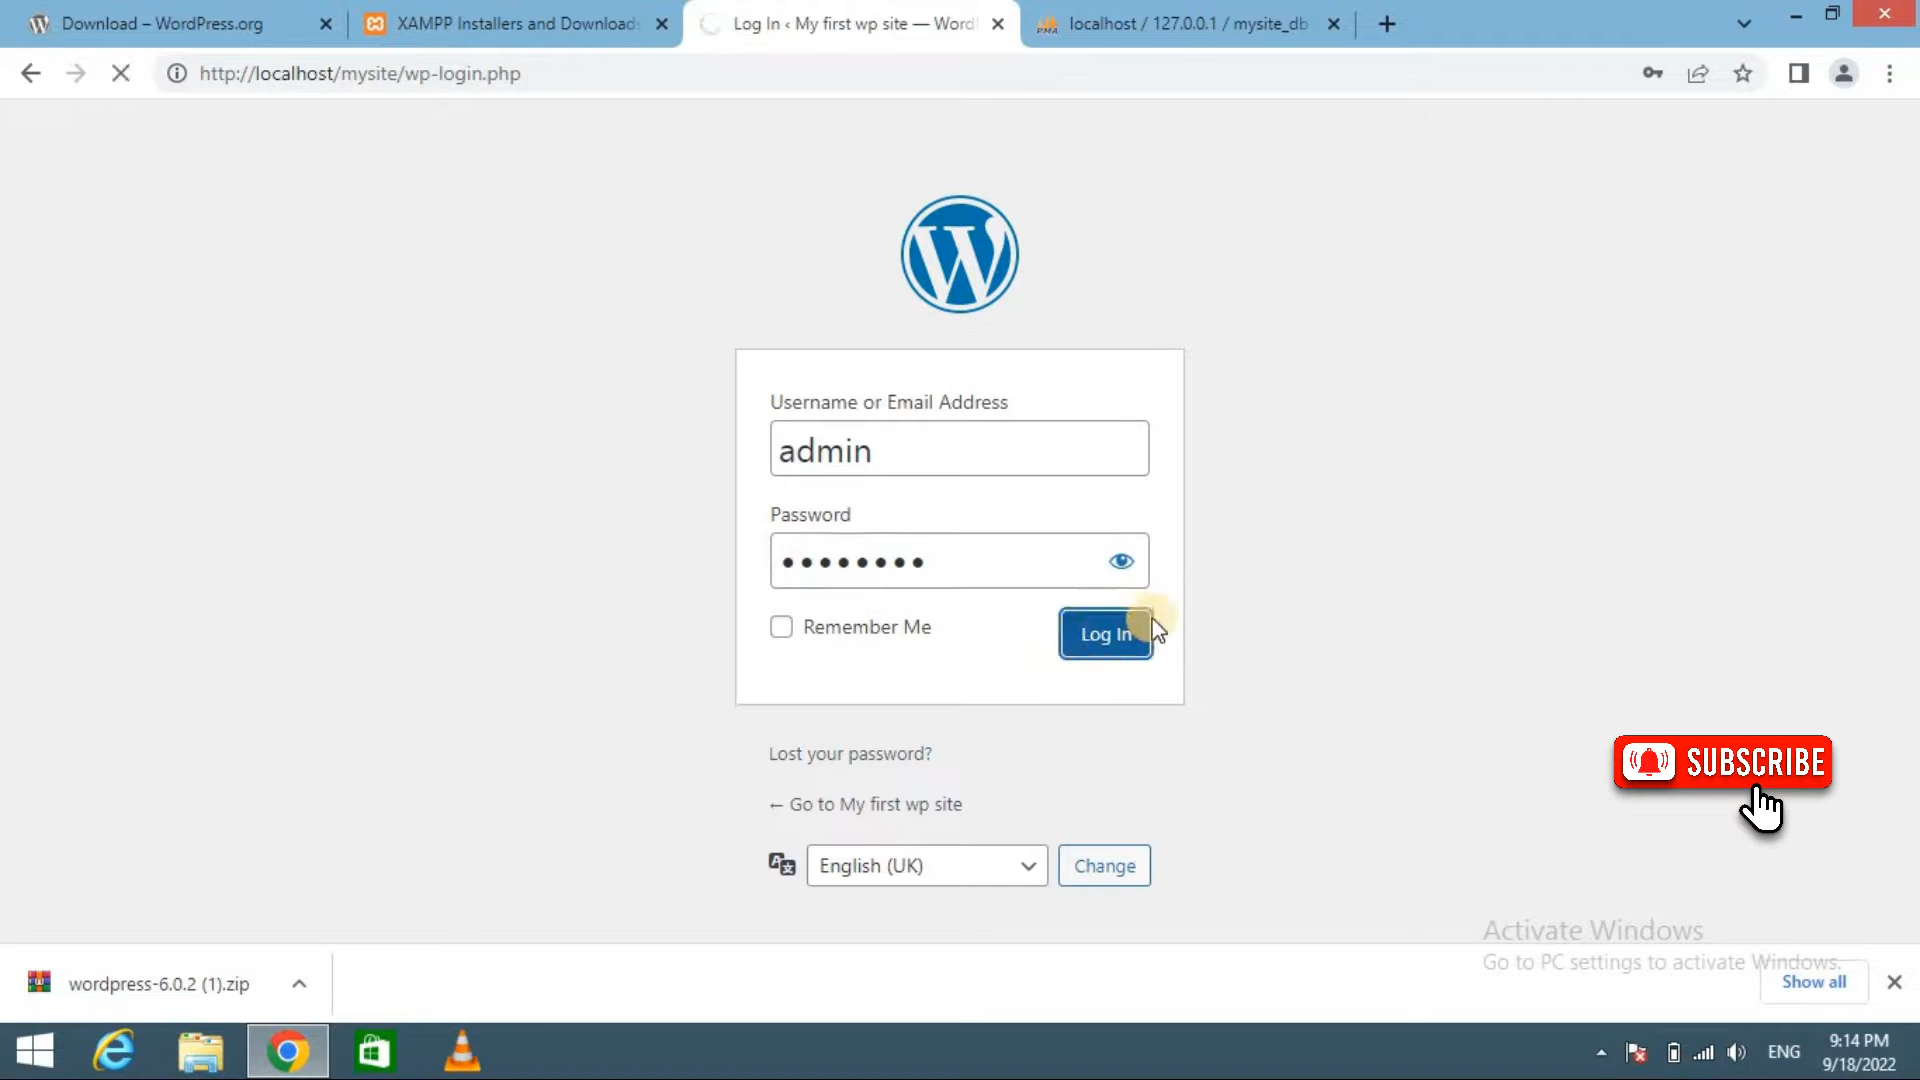 Download – WordPress.org
XAMPP Installers and Downloads
Log In ‹ My first wp site — Word
localhost / 127.0.0.1 / mysite_db
http://localhost/mysite/wp-login.php
Username or Email Address
admin
Password
Remember Me
Log In
Lost your password?
← Go to My first wp site
English (UK)
Change
SUBSCRIBE
Activate Windows
Go to PC settings to activate Windows.
wordpress-6.0.2 (1).zip
Show all
ENG
9:14 PM
9/18/2022